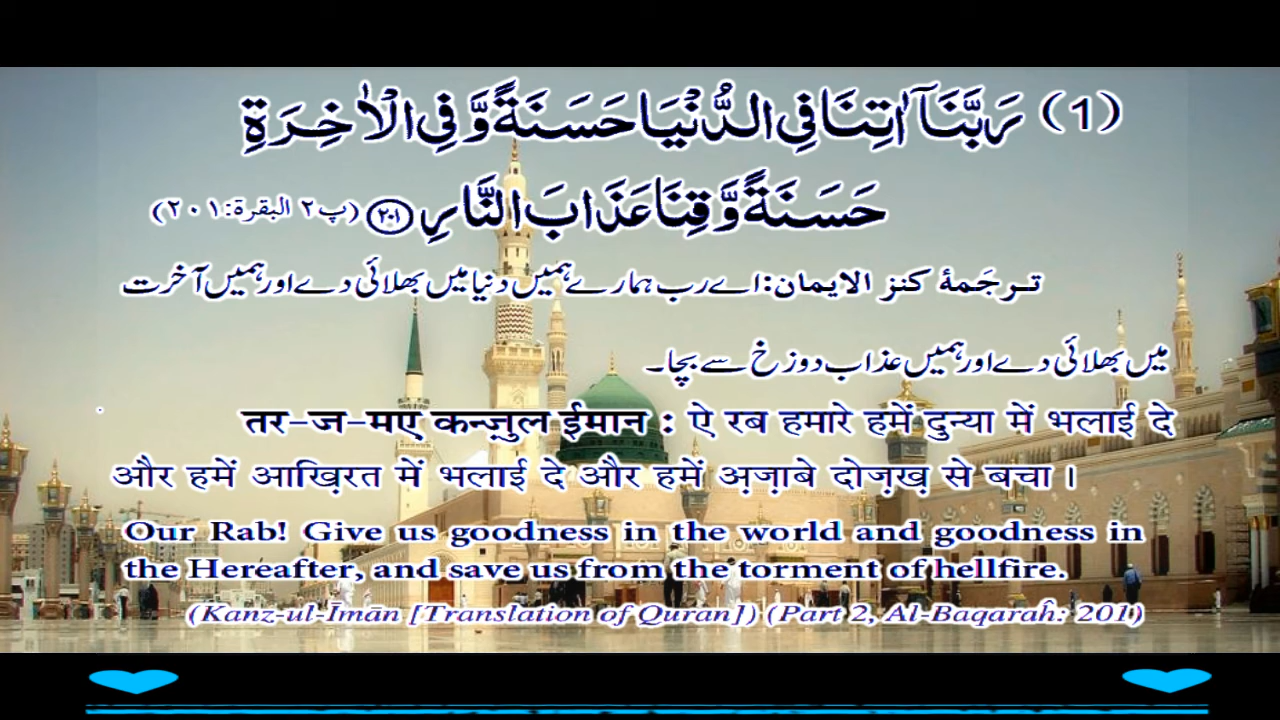 (1) رَبَّنَاۤ اٰتِنَا فِی الدُّنْیَا حَسَنَةً وَّ فِی الْاٰخِرَةِ
حَسَنَةً وَّ قِنَا عَذَابَ النَّارِ ﴿۲۰۱﴾ (پ۲ البقرة: ۲۰۱)
ترجَمۂ کنز الایمان: اے رب ہمارے ہمیں دنیا میں بھلائی دے اور ہمیں آخرت
میں بھلائی دے اور ہمیں عذاب دوزخ سے بچا۔
तर-ज-मए कन्ज़ुल ईमान : ऐ रब हमारे हमें दुन्या में भलाई दे
और हमें आख़िरत में भलाई दे और हमें अ़ज़ाबे दोज़ख़ से बचा ।
Our Rab! Give us goodness in the world and goodness in
the Hereafter, and save us from the torment of hellfire.
(Kanz-ul-Īmān [Translation of Quran]) (Part 2, Al-Baqaraĥ: 201)